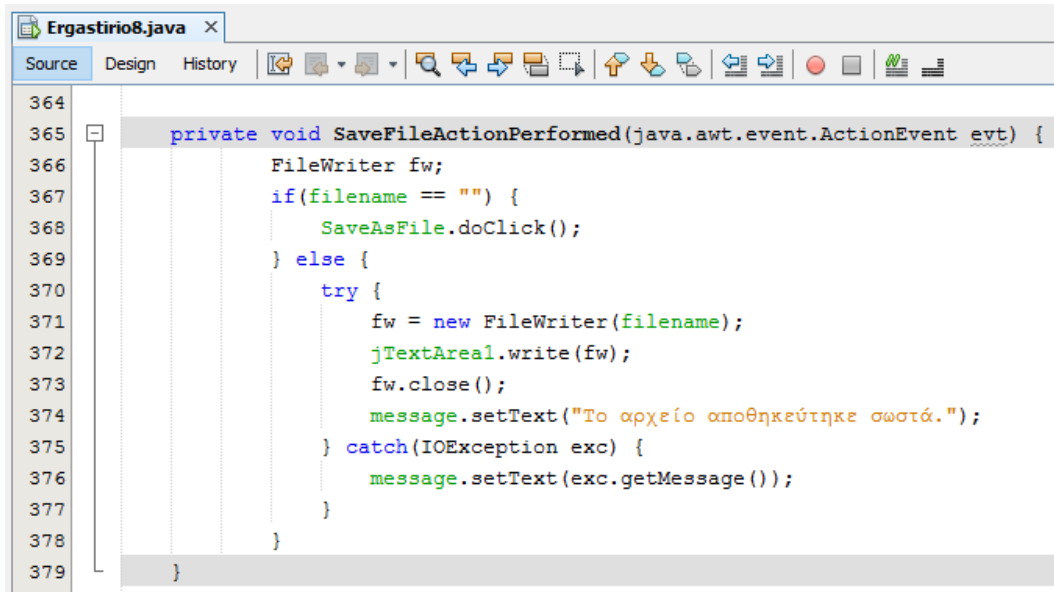 Ergastirio8.java ×
Source Design History
364
365 private void SaveFileActionPerformed(java.awt.event.ActionEvent evt) {
366 FileWriter fw;
367 if(filename == "") {
368 SaveAsFile.doClick();
369 } else {
370 try {
371 fw = new FileWriter(filename);
372 jTextArea1.write(fw);
373 fw.close();
374 message.setText("Το αρχείο αποθηκεύτηκε σωστά.");
375 } catch(IOException exc) {
376 message.setText(exc.getMessage());
377 }
378 }
379 }